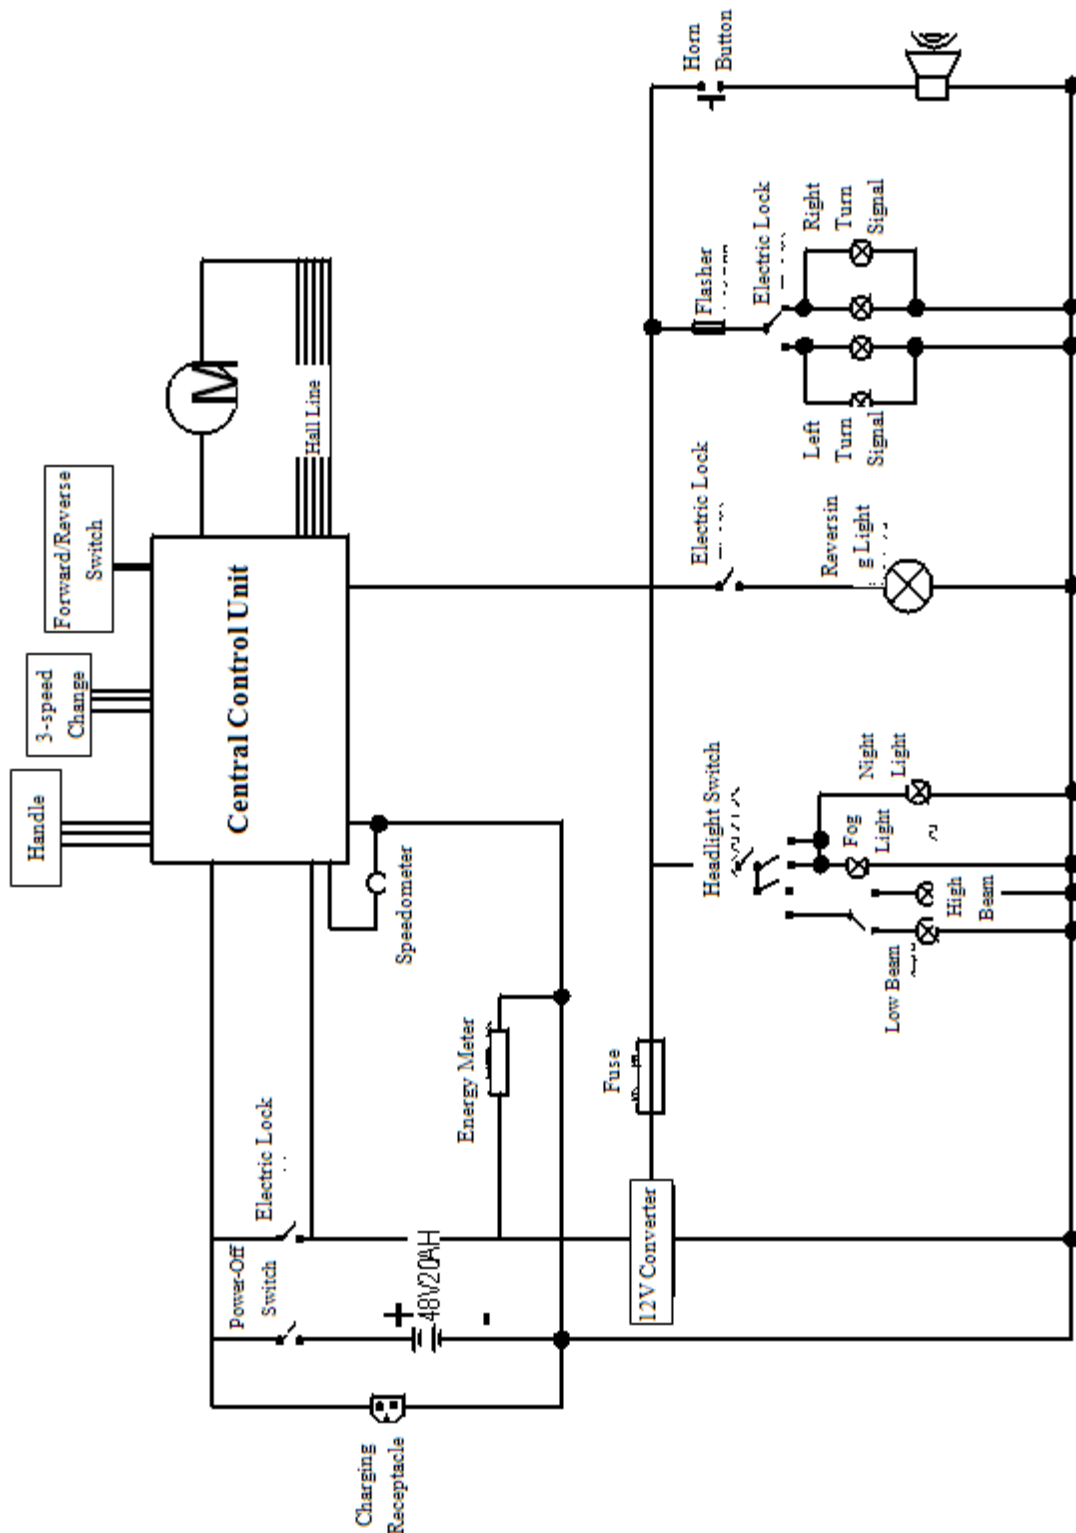 Handle
3-speed
Change
Forward/Reverse
Switch
Central Control Unit
M
Hall Line
Speedometer
Energy Meter
Electric Lock
Power-Off
Switch
+
48V20AH
-
Charging
Receptacle
12V Converter
Fuse
Headlight Switch
Low Beam
High
Beam
Fog
Light
Night
Light
Electric Lock
Reversin
g Light
Flasher
Electric Lock
Left
Turn
Signal
Right
Turn
Signal
Horn
Button